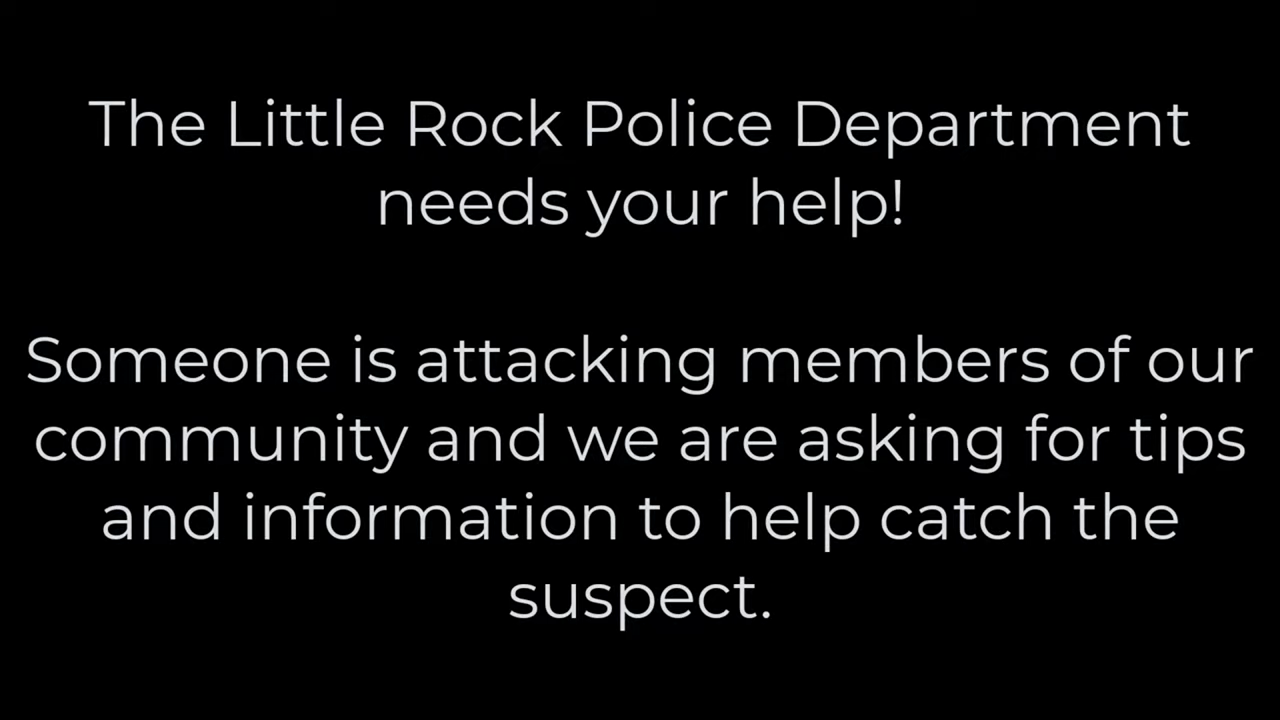 The Little Rock Police Department
needs your help!
Someone is attacking members of our
community and we are asking for tips
and information to help catch the
suspect.